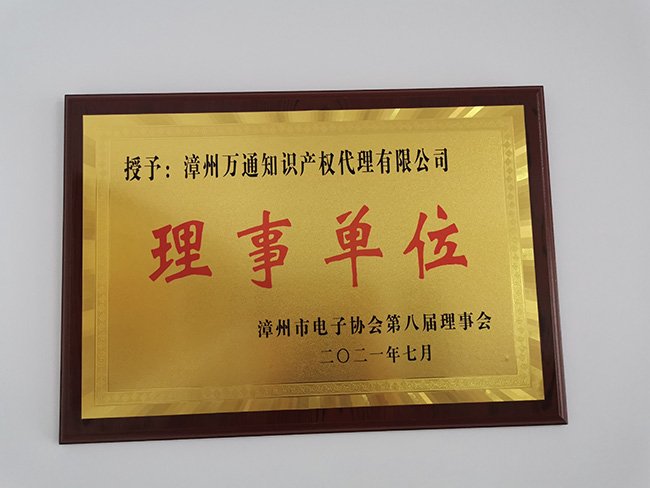 授予：漳州万通知识产权代理有限公司
理事单位
漳州市电子协会第八届理事会
二〇二一年七月